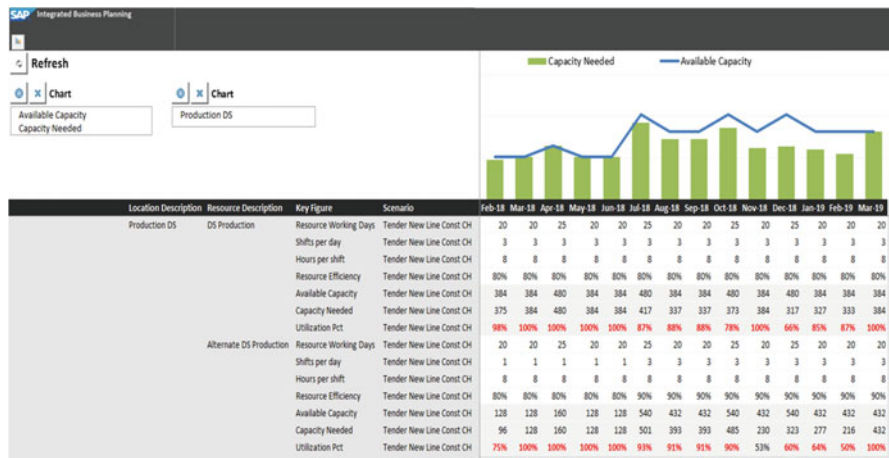 SAP Integrated Business Planning
Refresh
Chart
Chart
Available Capacity
Capacity Needed
Production DS
Capacity Needed Available Capacity
Location Description Resource Description Key Figure Scenario Feb-18 Mar-18 Apr-18 May-18 Jun-18 Jul-18 Aug-18 Sep-18 Oct-18 Nov-18 Dec-18 Jan-19 Feb-19 Mar-19
Production DS DS Production Resource Working Days Tender New Line Const CH 20 20 25 20 20 25 20 20 25 20 25 20 20 20
Shifts per day Tender New Line Const CH 3 3 3 3 3 3 3 3 3 3 3 3 3 3
Hours per shift Tender New Line Const CH 8 8 8 8 8 8 8 8 8 8 8 8 8 8
Resource Efficiency Tender New Line Const CH 80% 80% 80% 80% 80% 80% 80% 80% 80% 80% 80% 80% 80% 80%
Available Capacity Tender New Line Const CH 384 384 480 384 384 480 384 384 480 384 480 384 384 384
Capacity Needed Tender New Line Const CH 375 384 480 384 384 417 337 337 373 384 317 327 333 384
Utilization Pct Tender New Line Const CH 98% 100% 100% 100% 100% 87% 88% 88% 78% 100% 66% 85% 87% 100%
Alternate DS Production Resource Working Days Tender New Line Const CH 20 20 25 20 20 25 20 20 25 20 25 20 20 20
Shifts per day Tender New Line Const CH 1 1 1 1 1 3 3 3 3 3 3 3 3 3
Hours per shift Tender New Line Const CH 8 8 8 8 8 8 8 8 8 8 8 8 8 8
Resource Efficiency Tender New Line Const CH 80% 80% 80% 80% 80% 90% 90% 90% 90% 90% 90% 90% 90% 90%
Available Capacity Tender New Line Const CH 128 128 160 128 128 540 432 432 540 432 540 432 432 432
Capacity Needed Tender New Line Const CH 96 128 160 128 128 501 393 393 485 230 323 277 216 432
Utilization Pct Tender New Line Const CH 75% 100% 100% 100% 100% 93% 91% 91% 90% 53% 60% 64% 50% 100%